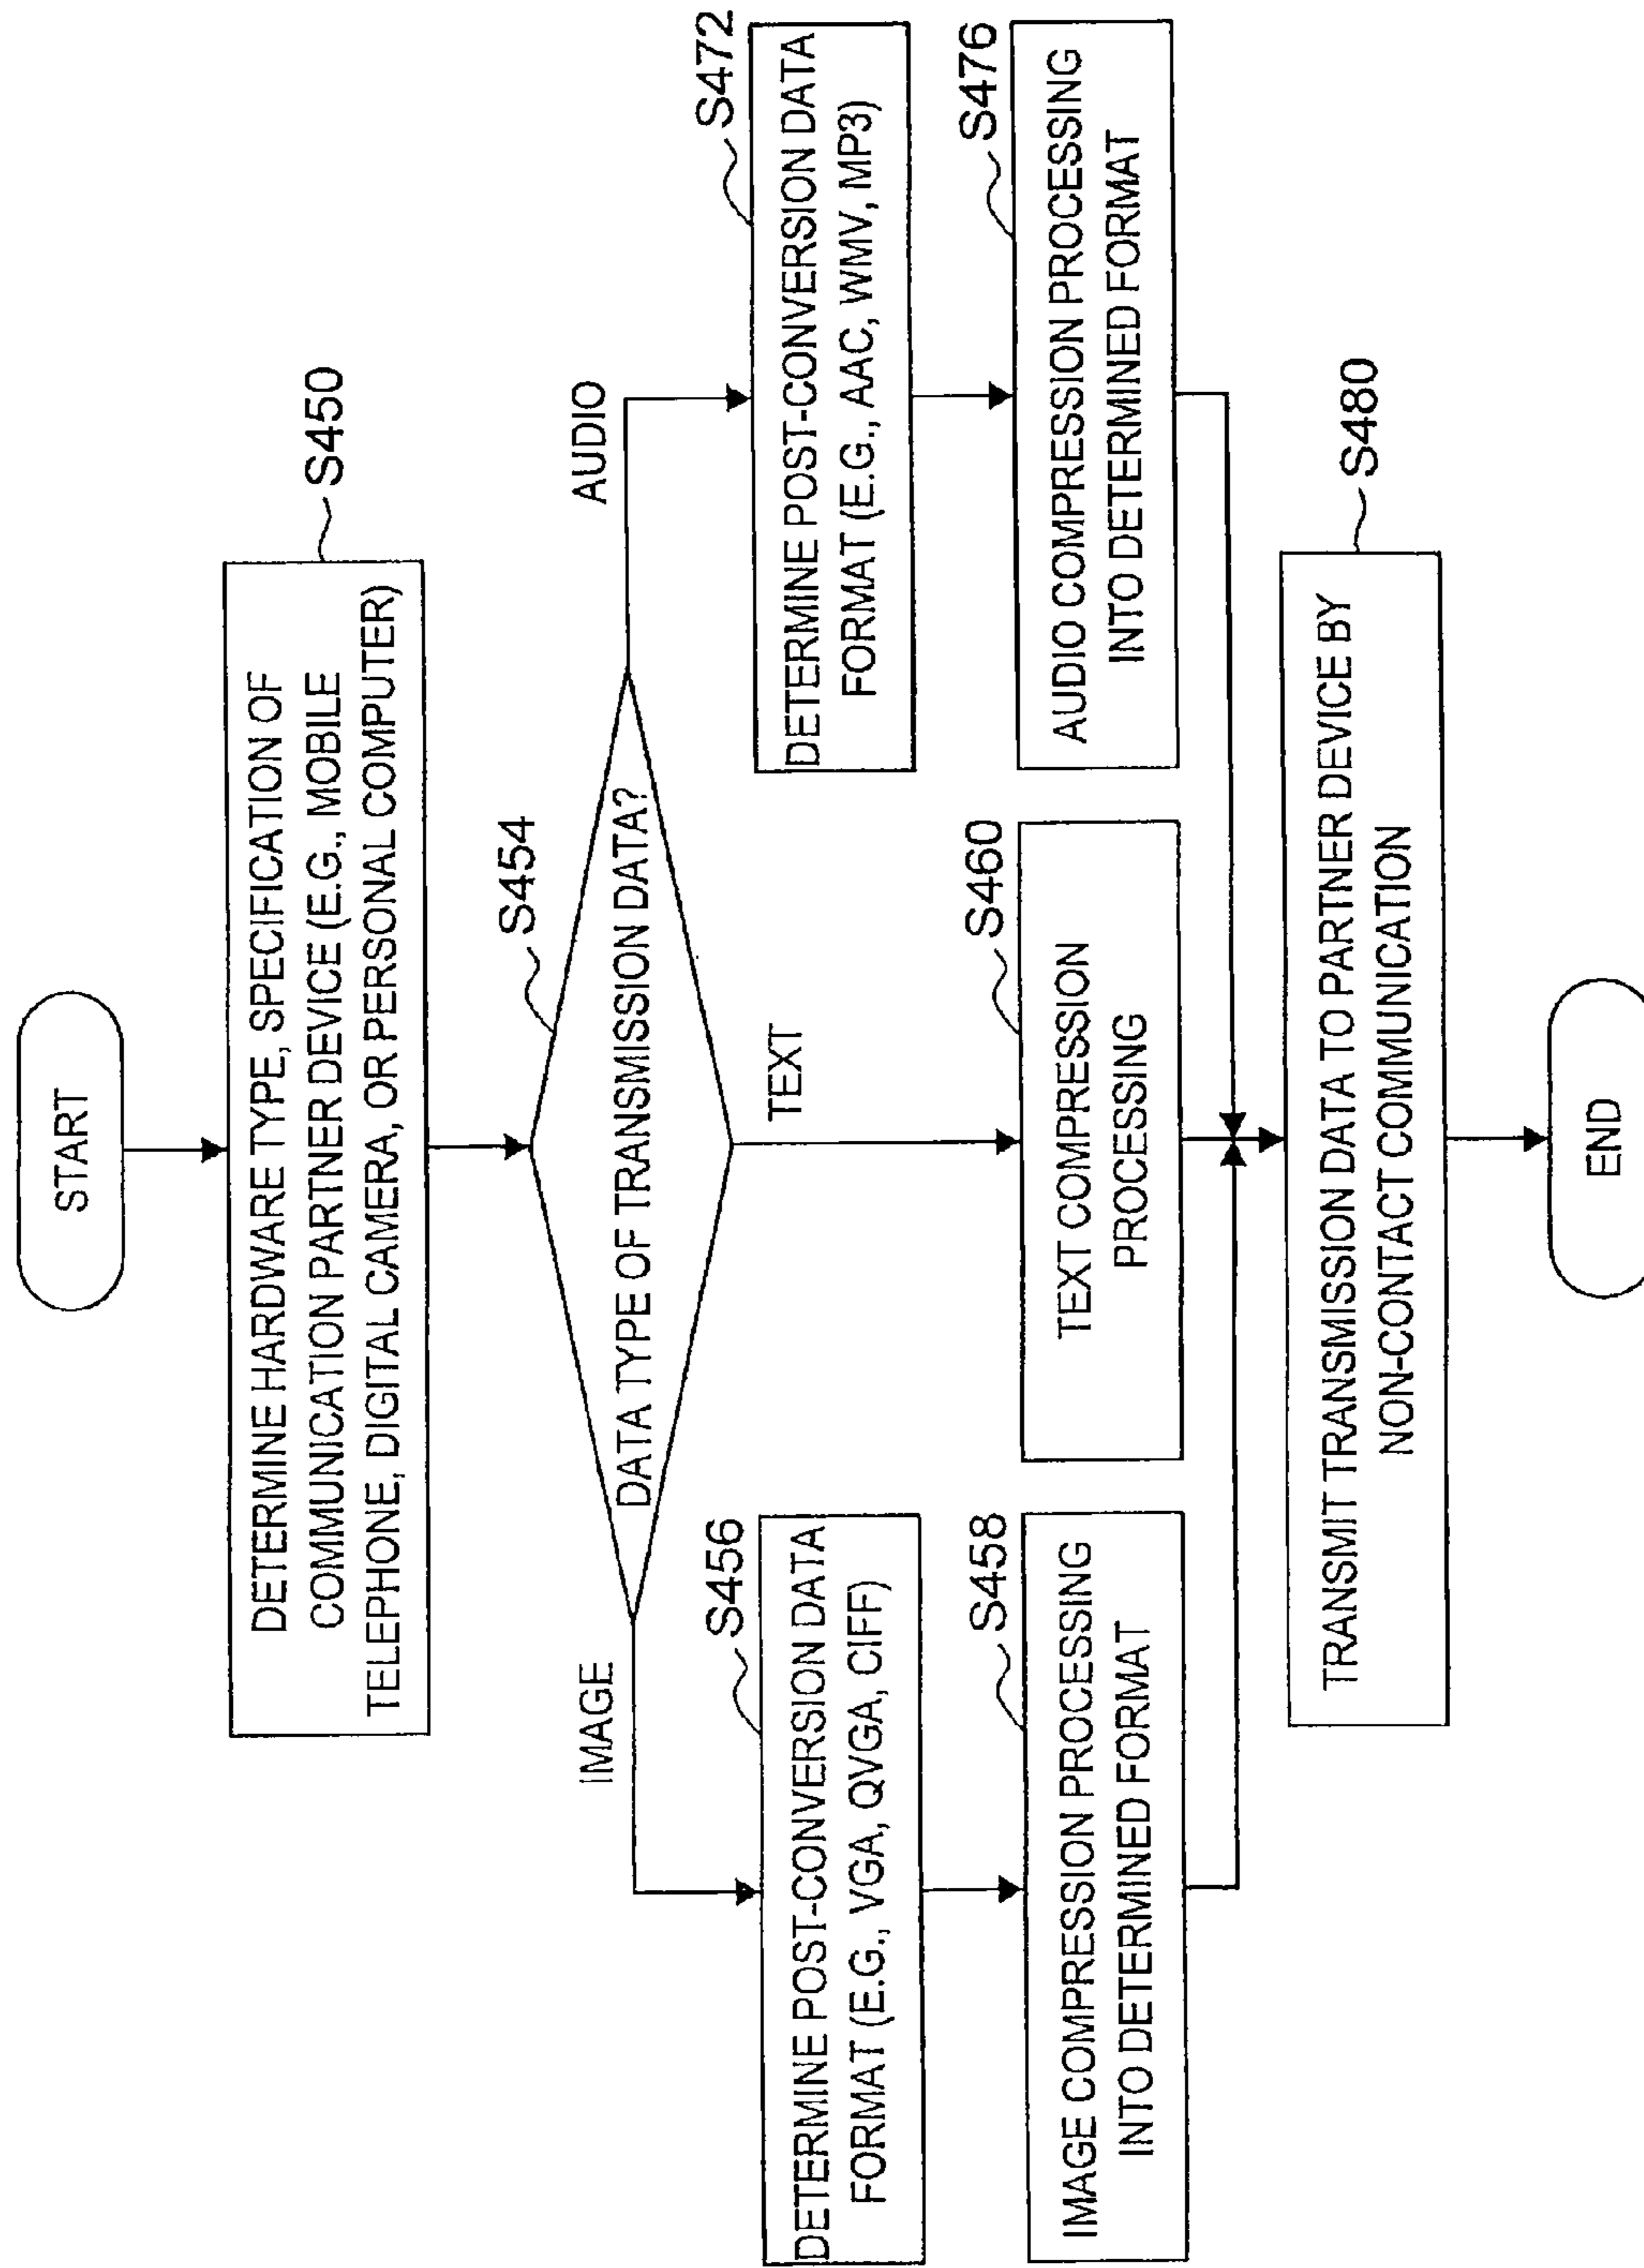 START
S450
DETERMINE HARDWARE TYPE, SPECIFICATION OF
COMMUNICATION PARTNER DEVICE (E.G., MOBILE
TELEPHONE, DIGITAL CAMERA, OR PERSONAL COMPUTER)
S454
DATA TYPE OF TRANSMISSION DATA?
IMAGE
TEXT
AUDIO
S456
DETERMINE POST-CONVERSION DATA
FORMAT (E.G., VGA, QVGA, CIFF)
S458
IMAGE COMPRESSION PROCESSING
INTO DETERMINED FORMAT
S460
TEXT COMPRESSION
PROCESSING
S472
DETERMINE POST-CONVERSION DATA
FORMAT (E.G., AAC, WMV, MP3)
S476
AUDIO COMPRESSION PROCESSING
INTO DETERMINED FORMAT
S480
TRANSMIT TRANSMISSION DATA TO PARTNER DEVICE BY
NON-CONTACT COMMUNICATION
END